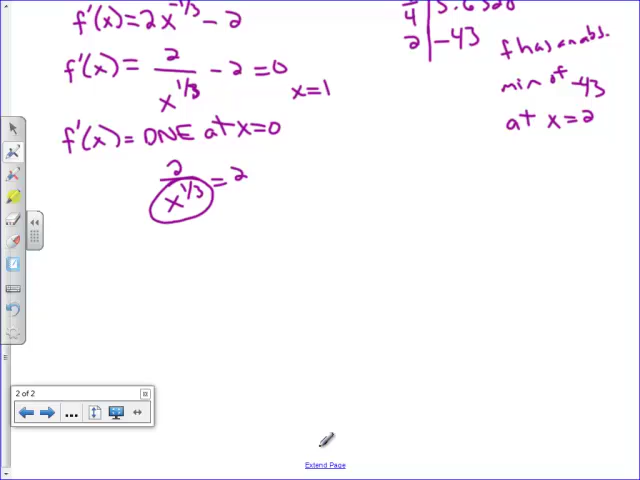 f'(x) = 2x^-1/3 - 2
f'(x) = 2/x^1/3 - 2 = 0
x = 1
f'(x) = DNE at x = 0
2/x^1/3 = 2
2 | -43
f has an abs.
min of -43
at x = 2
2 of 2
...
Extend Page